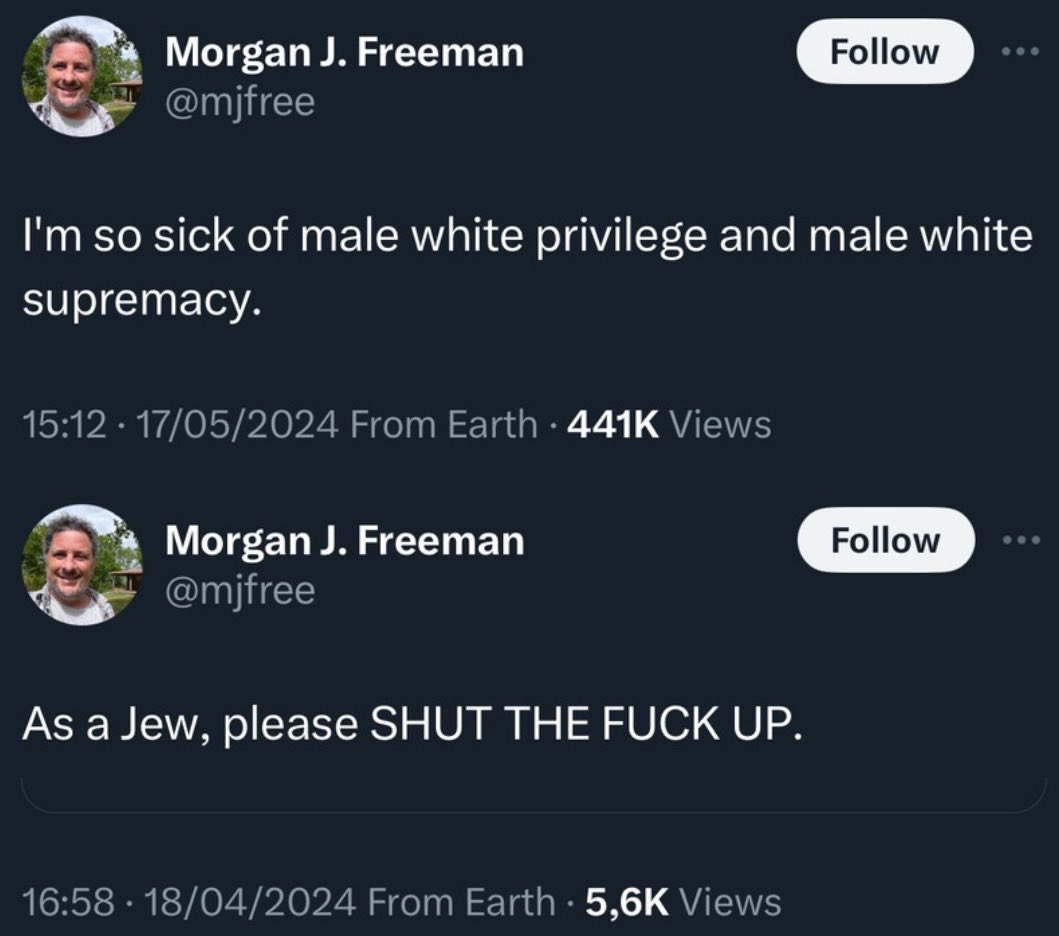 Morgan J. Freeman
Follow
@mjfree
I'm so sick of male white privilege and male white
supremacy.
15:12 · 17/05/2024 From Earth · 441K Views
Morgan J. Freeman
Follow
@mjfree
As a Jew, please SHUT THE FUCK UP.
16:58 · 18/04/2024 From Earth · 5,6K Views